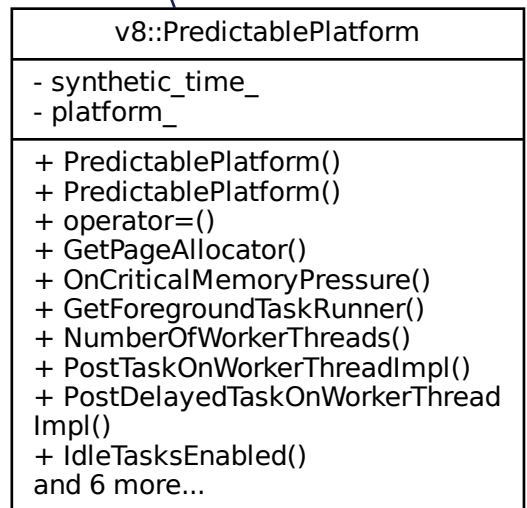 v8::PredictablePlatform
- synthetic_time_
- platform_
+ PredictablePlatform()
+ PredictablePlatform()
+ operator=()
+ GetPageAllocator()
+ OnCriticalMemoryPressure()
+ GetForegroundTaskRunner()
+ NumberOfWorkerThreads()
+ PostTaskOnWorkerThreadImpl()
+ PostDelayedTaskOnWorkerThread
Impl()
+ IdleTasksEnabled()
and 6 more...